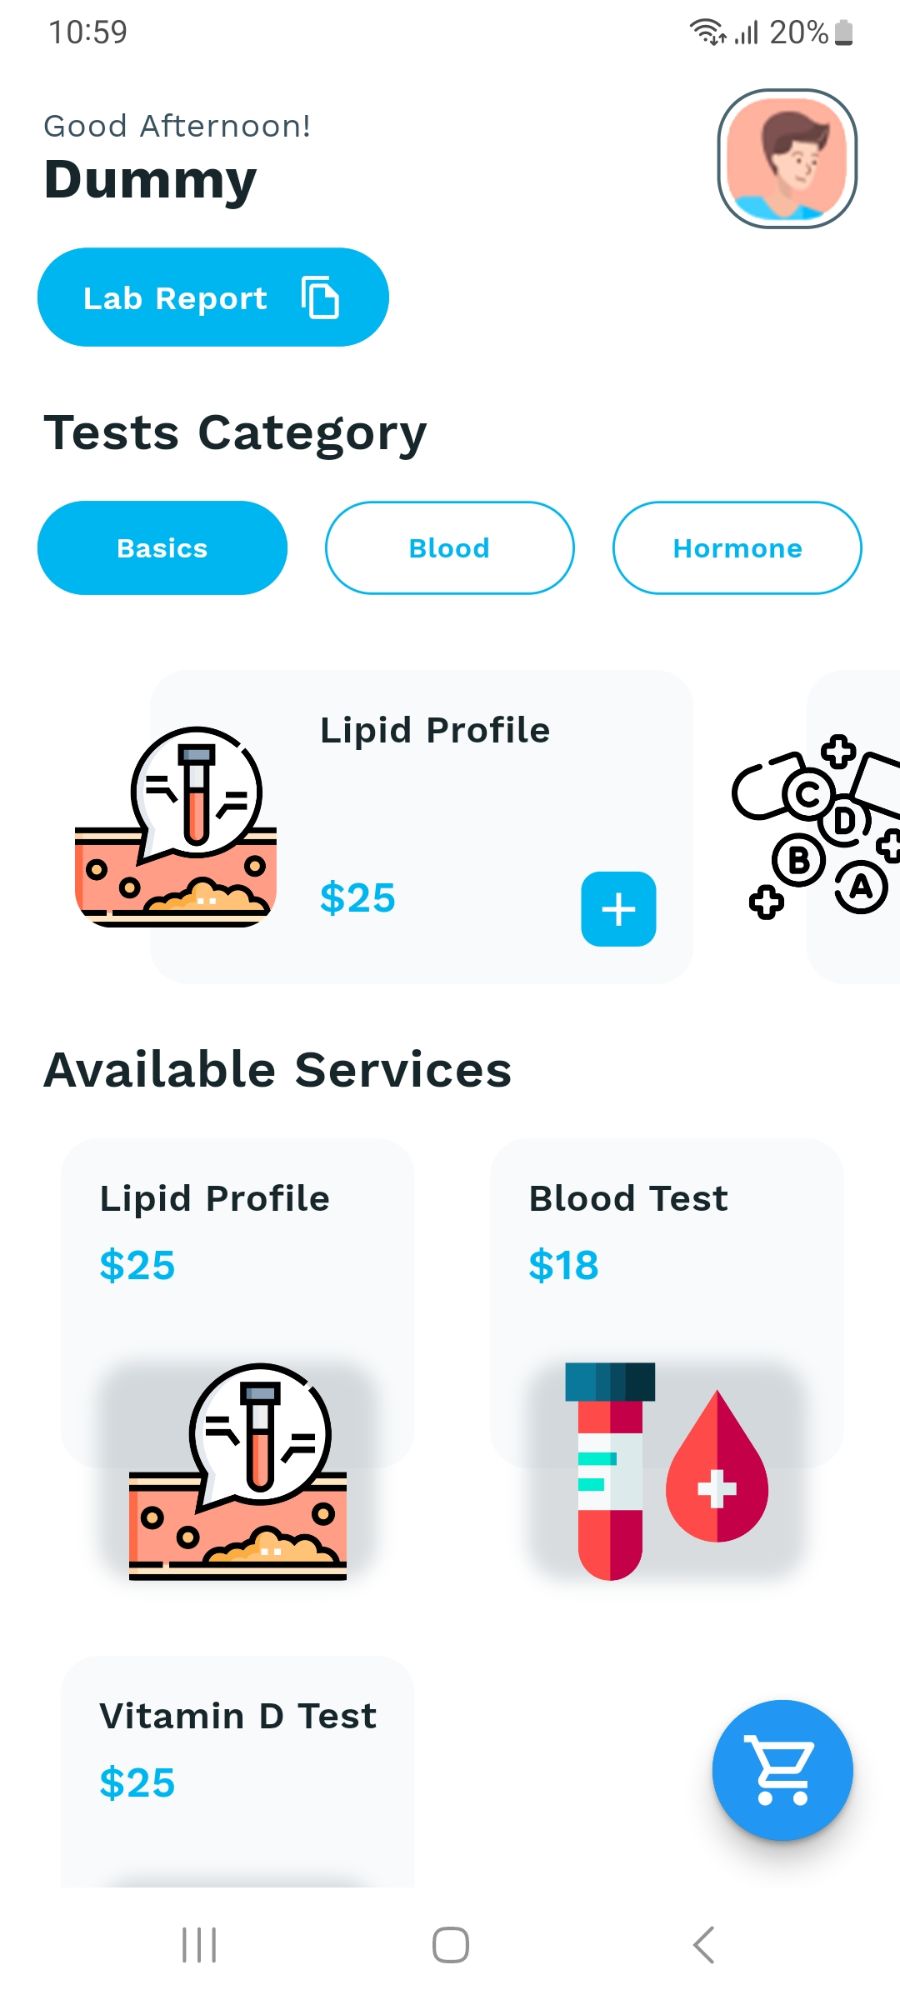 10:59
20%
Good Afternoon!
Dummy
Lab Report
Tests Category
Basics
Blood
Hormone
Lipid Profile
$25
C
D
B
A
Available Services
Lipid Profile
$25
Blood Test
$18
Vitamin D Test
$25